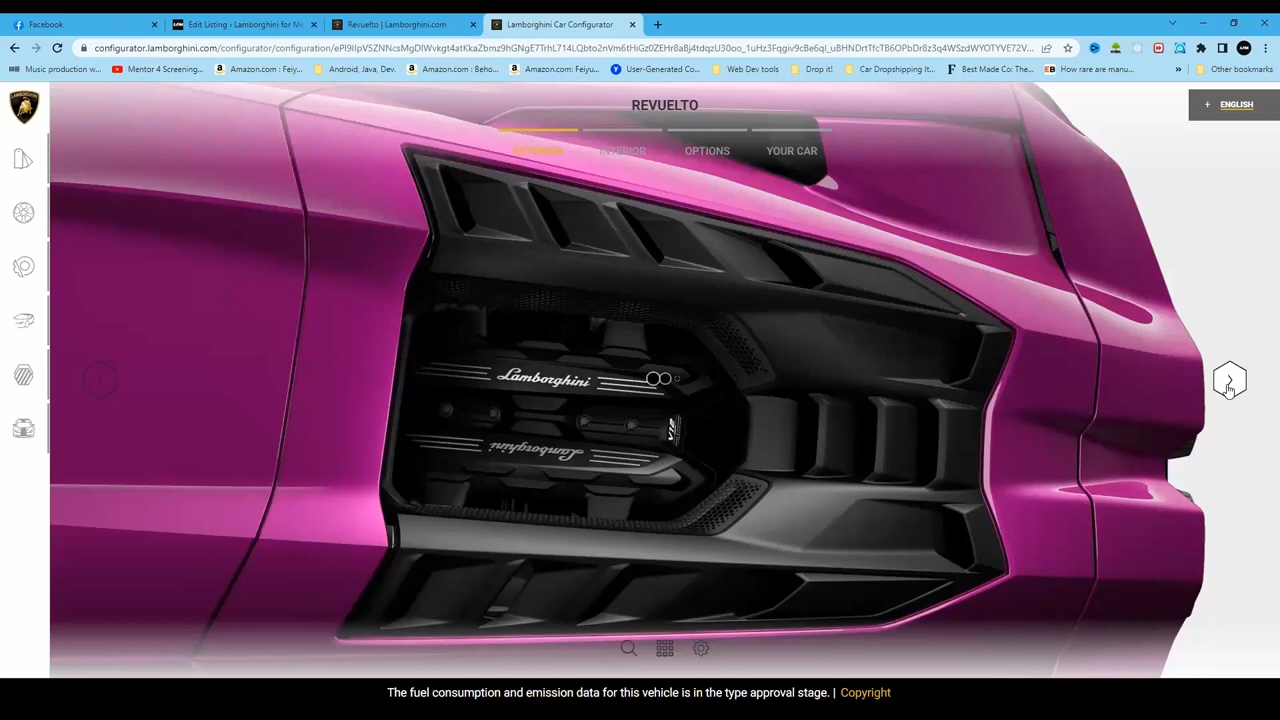 Facebook
Edit Listing ‹ Lamborghini for Me
Revuelto | Lamborghini.com
Lamborghini Car Configurator
configurator.lamborghini.com/configurator/configuration/
Music production w...
Mentor 4 Screening...
Amazon.com : Feiyu...
Android, Java, Dev.
Amazon.com : Beho...
Amazon.com: Feiyu...
User-Generated Co...
Web Dev tools
Drop it!
Car Dropshipping It...
Best Made Co: The...
How rare are manu...
»
Other bookmarks
REVUELTO
+ ENGLISH
EXTERIOR INTERIOR OPTIONS YOUR CAR
Lamborghini
V12
Lamborghini
The fuel consumption and emission data for this vehicle is in the type approval stage. | Copyright